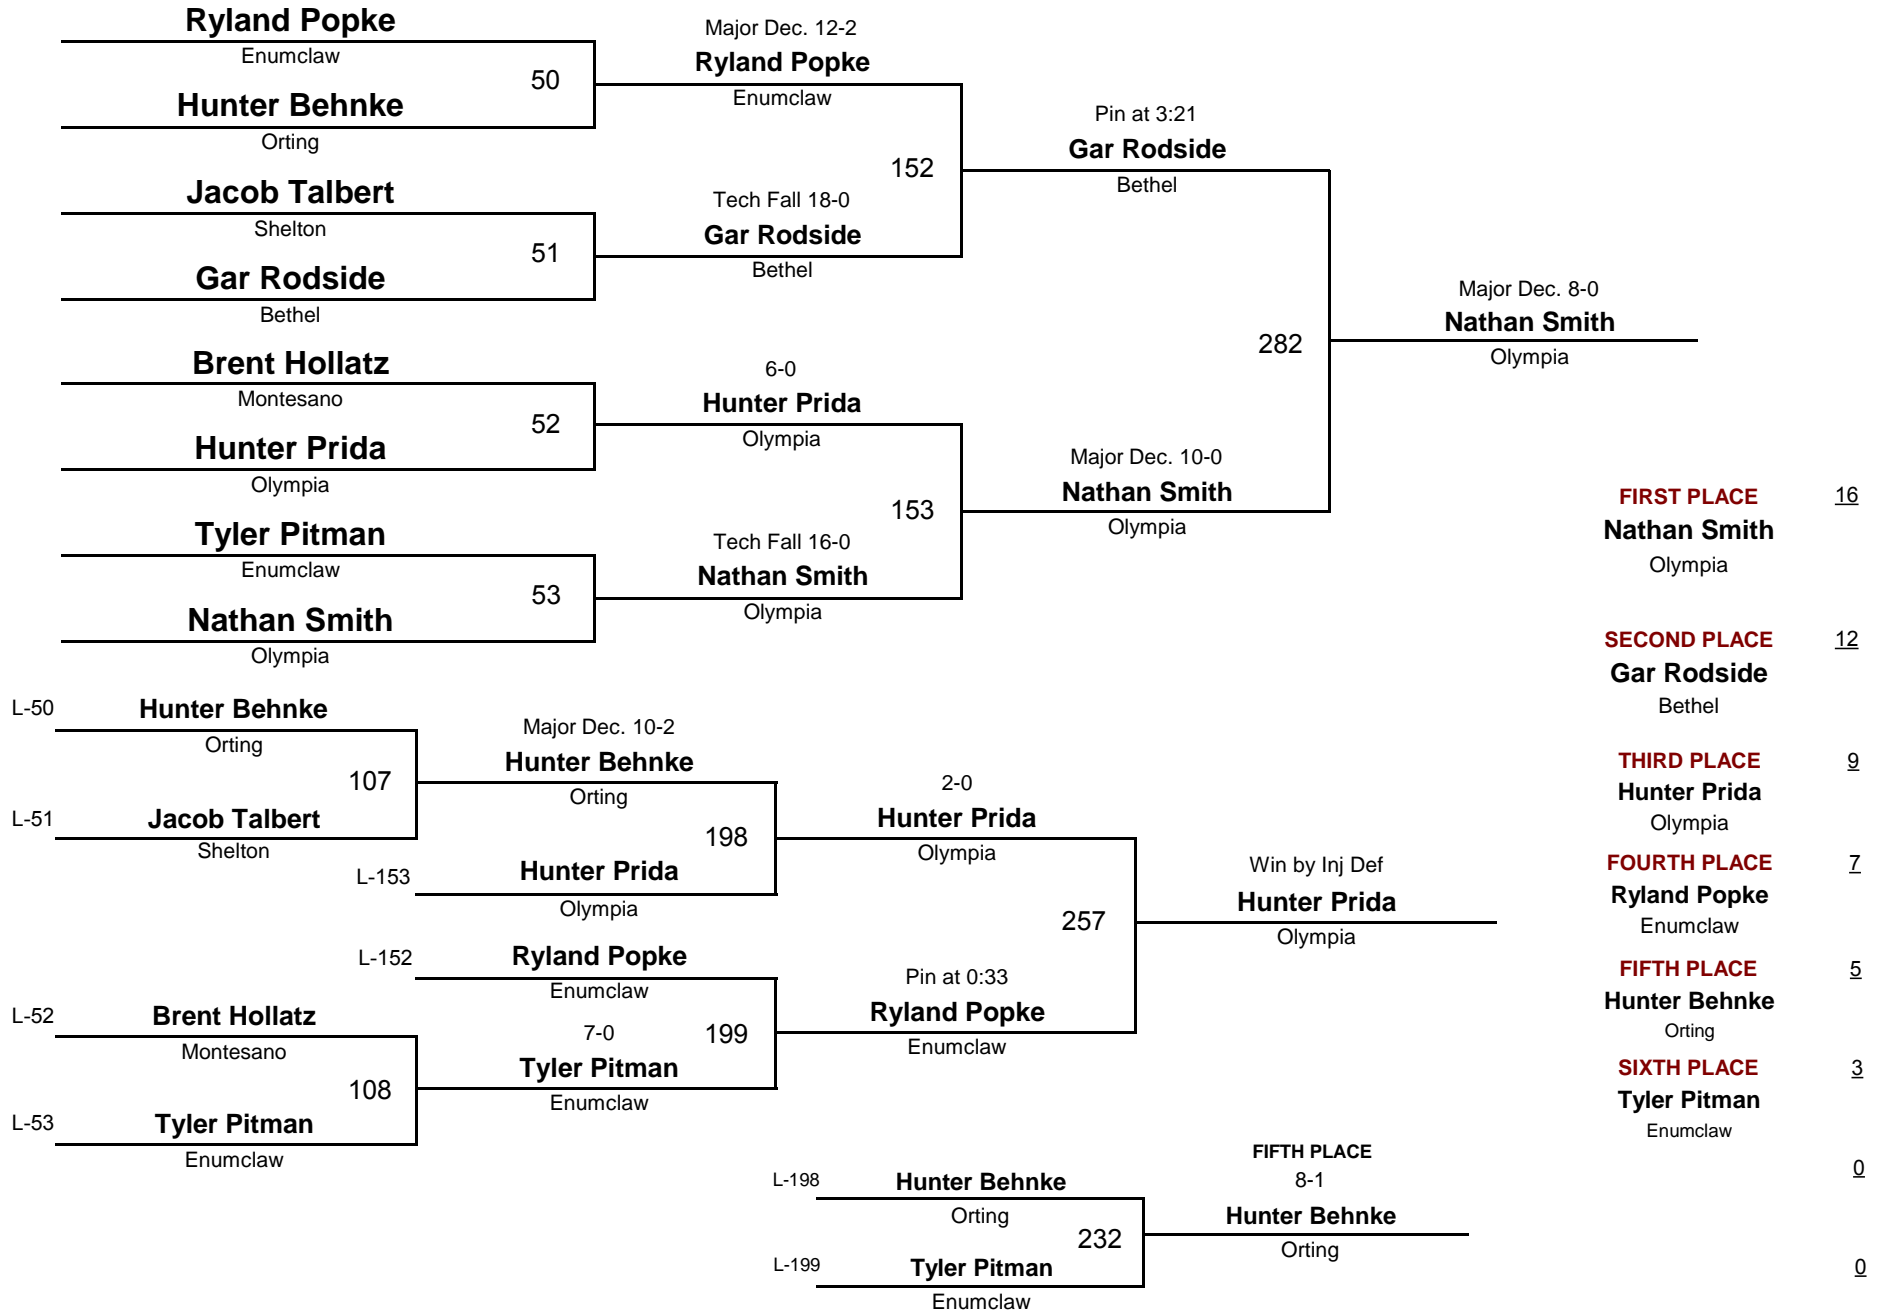 Ryland Popke
Enumclaw
50
Hunter Behnke
Orting
Jacob Talbert
Shelton
51
Gar Rodside
Bethel
Brent Hollatz
Montesano
52
Hunter Prida
Olympia
Tyler Pitman
Enumclaw
53
Nathan Smith
Olympia
Major Dec. 12-2
Ryland Popke
Enumclaw
152
Tech Fall 18-0
Gar Rodside
Bethel
6-0
Hunter Prida
Olympia
153
Tech Fall 16-0
Nathan Smith
Olympia
Pin at 3:21
Gar Rodside
Bethel
282
Major Dec. 10-0
Nathan Smith
Olympia
Major Dec. 8-0
Nathan Smith
Olympia
L-50
Hunter Behnke
Orting
107
L-51
Jacob Talbert
Shelton
L-52
Brent Hollatz
Montesano
108
L-53
Tyler Pitman
Enumclaw
Major Dec. 10-2
Hunter Behnke
Orting
198
L-153
Hunter Prida
Olympia
L-152
Ryland Popke
Enumclaw
7-0
199
Tyler Pitman
Enumclaw
2-0
Hunter Prida
Olympia
257
Pin at 0:33
Ryland Popke
Enumclaw
Win by Inj Def
Hunter Prida
Olympia
L-198
Hunter Behnke
Orting
232
L-199
Tyler Pitman
Enumclaw
FIFTH PLACE
8-1
Hunter Behnke
Orting
FIRST PLACE 16
Nathan Smith
Olympia
SECOND PLACE 12
Gar Rodside
Bethel
THIRD PLACE 9
Hunter Prida
Olympia
FOURTH PLACE 7
Ryland Popke
Enumclaw
FIFTH PLACE 5
Hunter Behnke
Orting
SIXTH PLACE 3
Tyler Pitman
Enumclaw
0
0